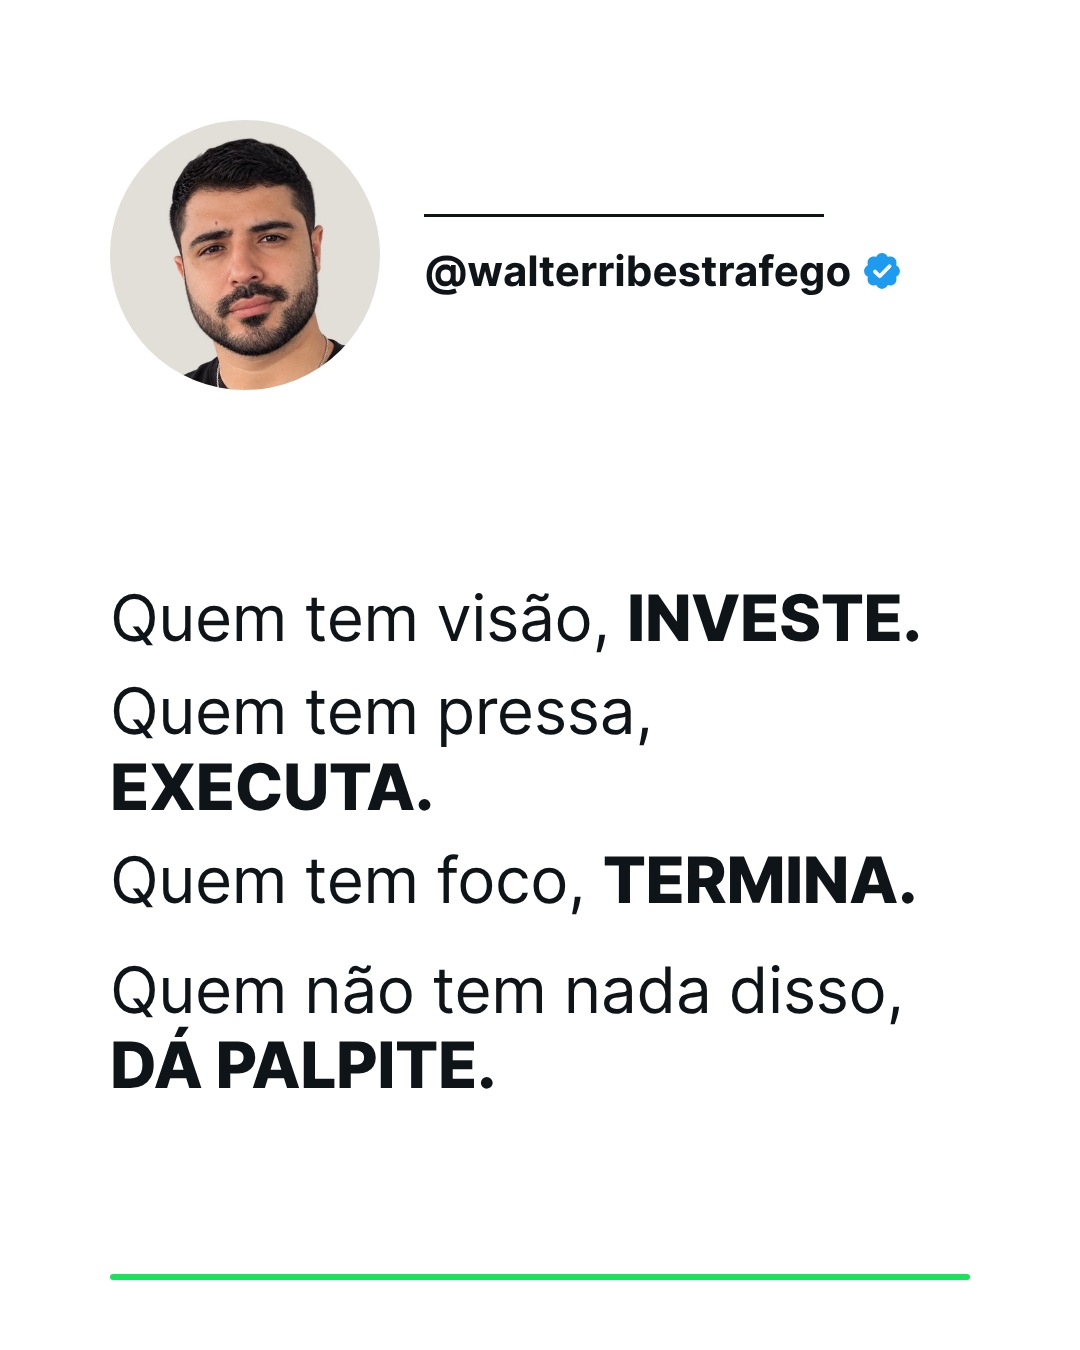 @walterribestrafego
Quem tem visão, INVESTE.
Quem tem pressa,
EXECUTA.
Quem tem foco, TERMINA.
Quem não tem nada disso,
DÁ PALPITE.